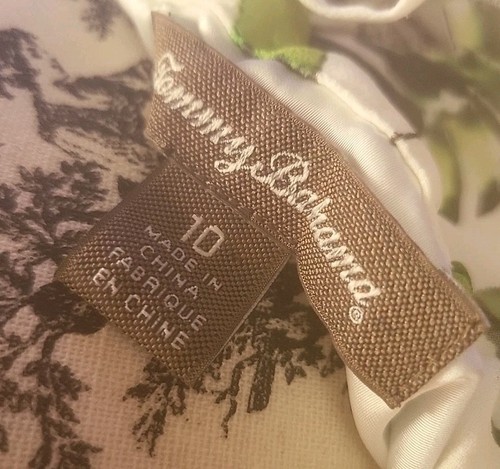 Tommy Bahama®
10
MADE IN
CHINA
FABRIQUE
EN CHINE